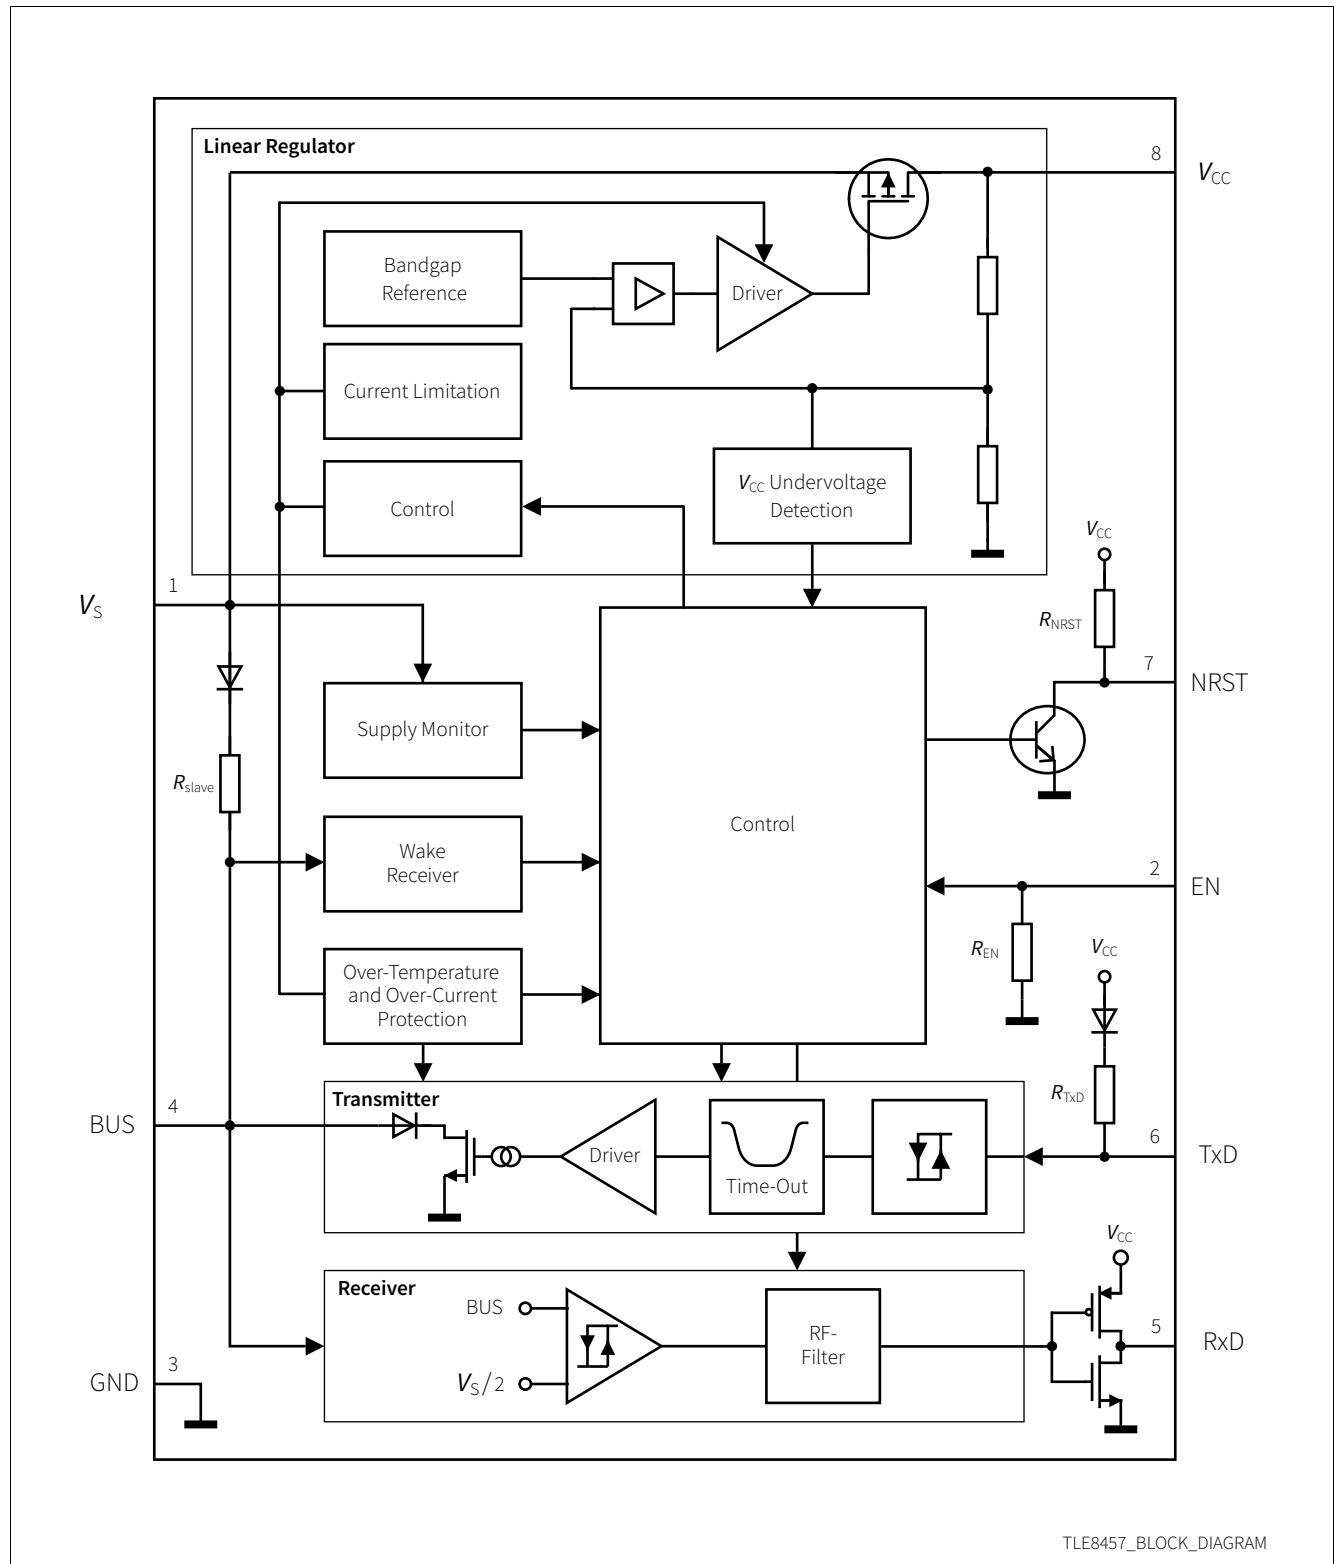 Linear Regulator
8
VCC
Bandgap
Reference
Driver
Current Limitation
VCC Undervoltage
Detection
Control
VCC
1
VS
RNRST
7
NRST
Supply Monitor
Rslave
Control
Wake
Receiver
2
EN
REN
VCC
Over-Temperature
and Over-Current
Protection
RTxD
Transmitter
4
BUS
Driver
Time-Out
6
TxD
VCC
Receiver
BUS
RF-
Filter
5
RxD
VS/2
3
GND
TLE8457_BLOCK_DIAGRAM